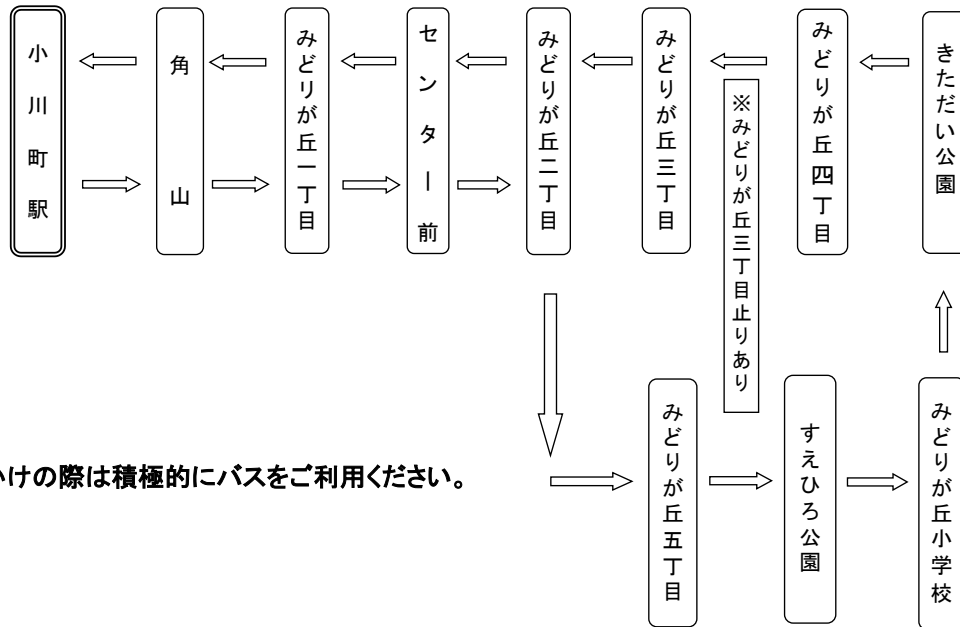 小川町駅
角山
みどリが丘一丁目
センター前
みどりが丘二丁目
みどりが丘三丁目
※みどりが丘三丁目止りあり
みどりが丘四丁目
きただい公園
みどりが丘五丁目
すえひろ公園
みどりが丘小学校
いけの際は積極的にバスをご利用ください。